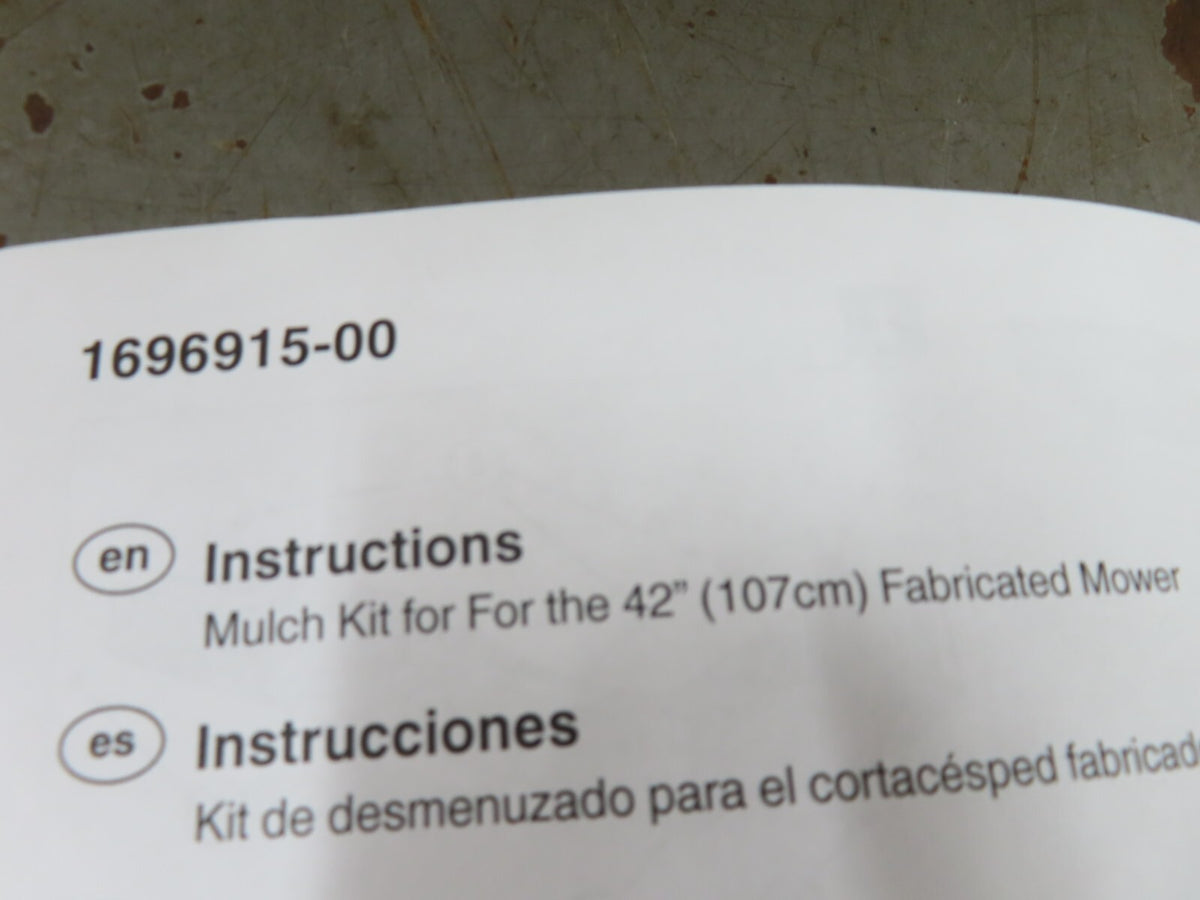 1696915-00
en Instructions
Mulch Kit for For the 42” (107cm) Fabricated Mower
es Instrucciones
Kit de desmenuzado para el cortacésped